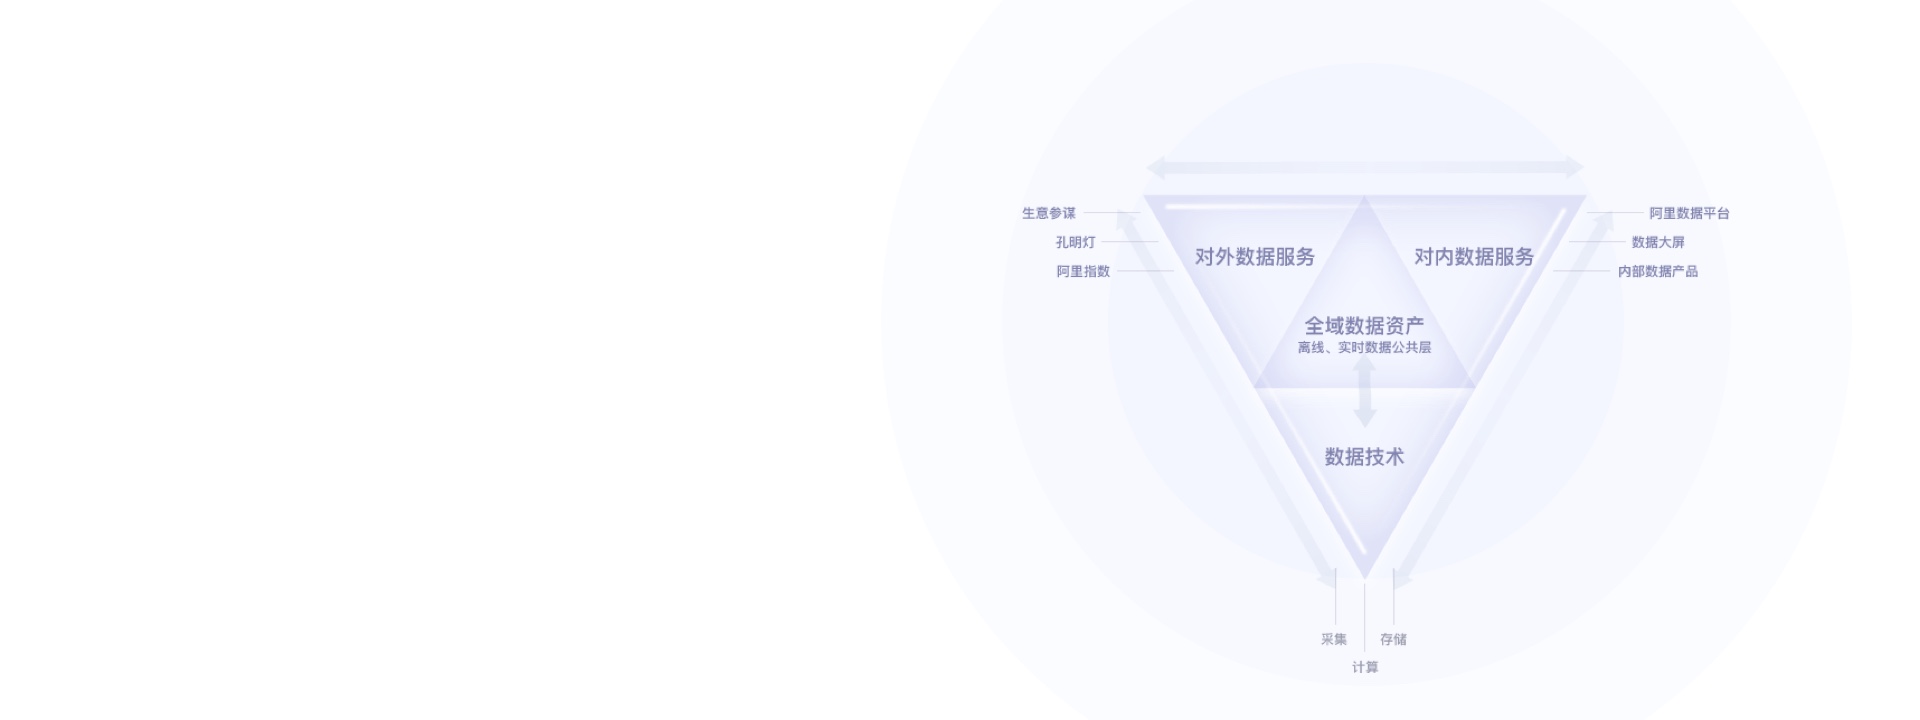 生意参谋
孔明灯
阿里指数
对外数据服务
对内数据服务
阿里数据平台
数据大屏
内部数据产品
全域数据资产
离线、实时数据公共层
数据技术
采集
存储
计算